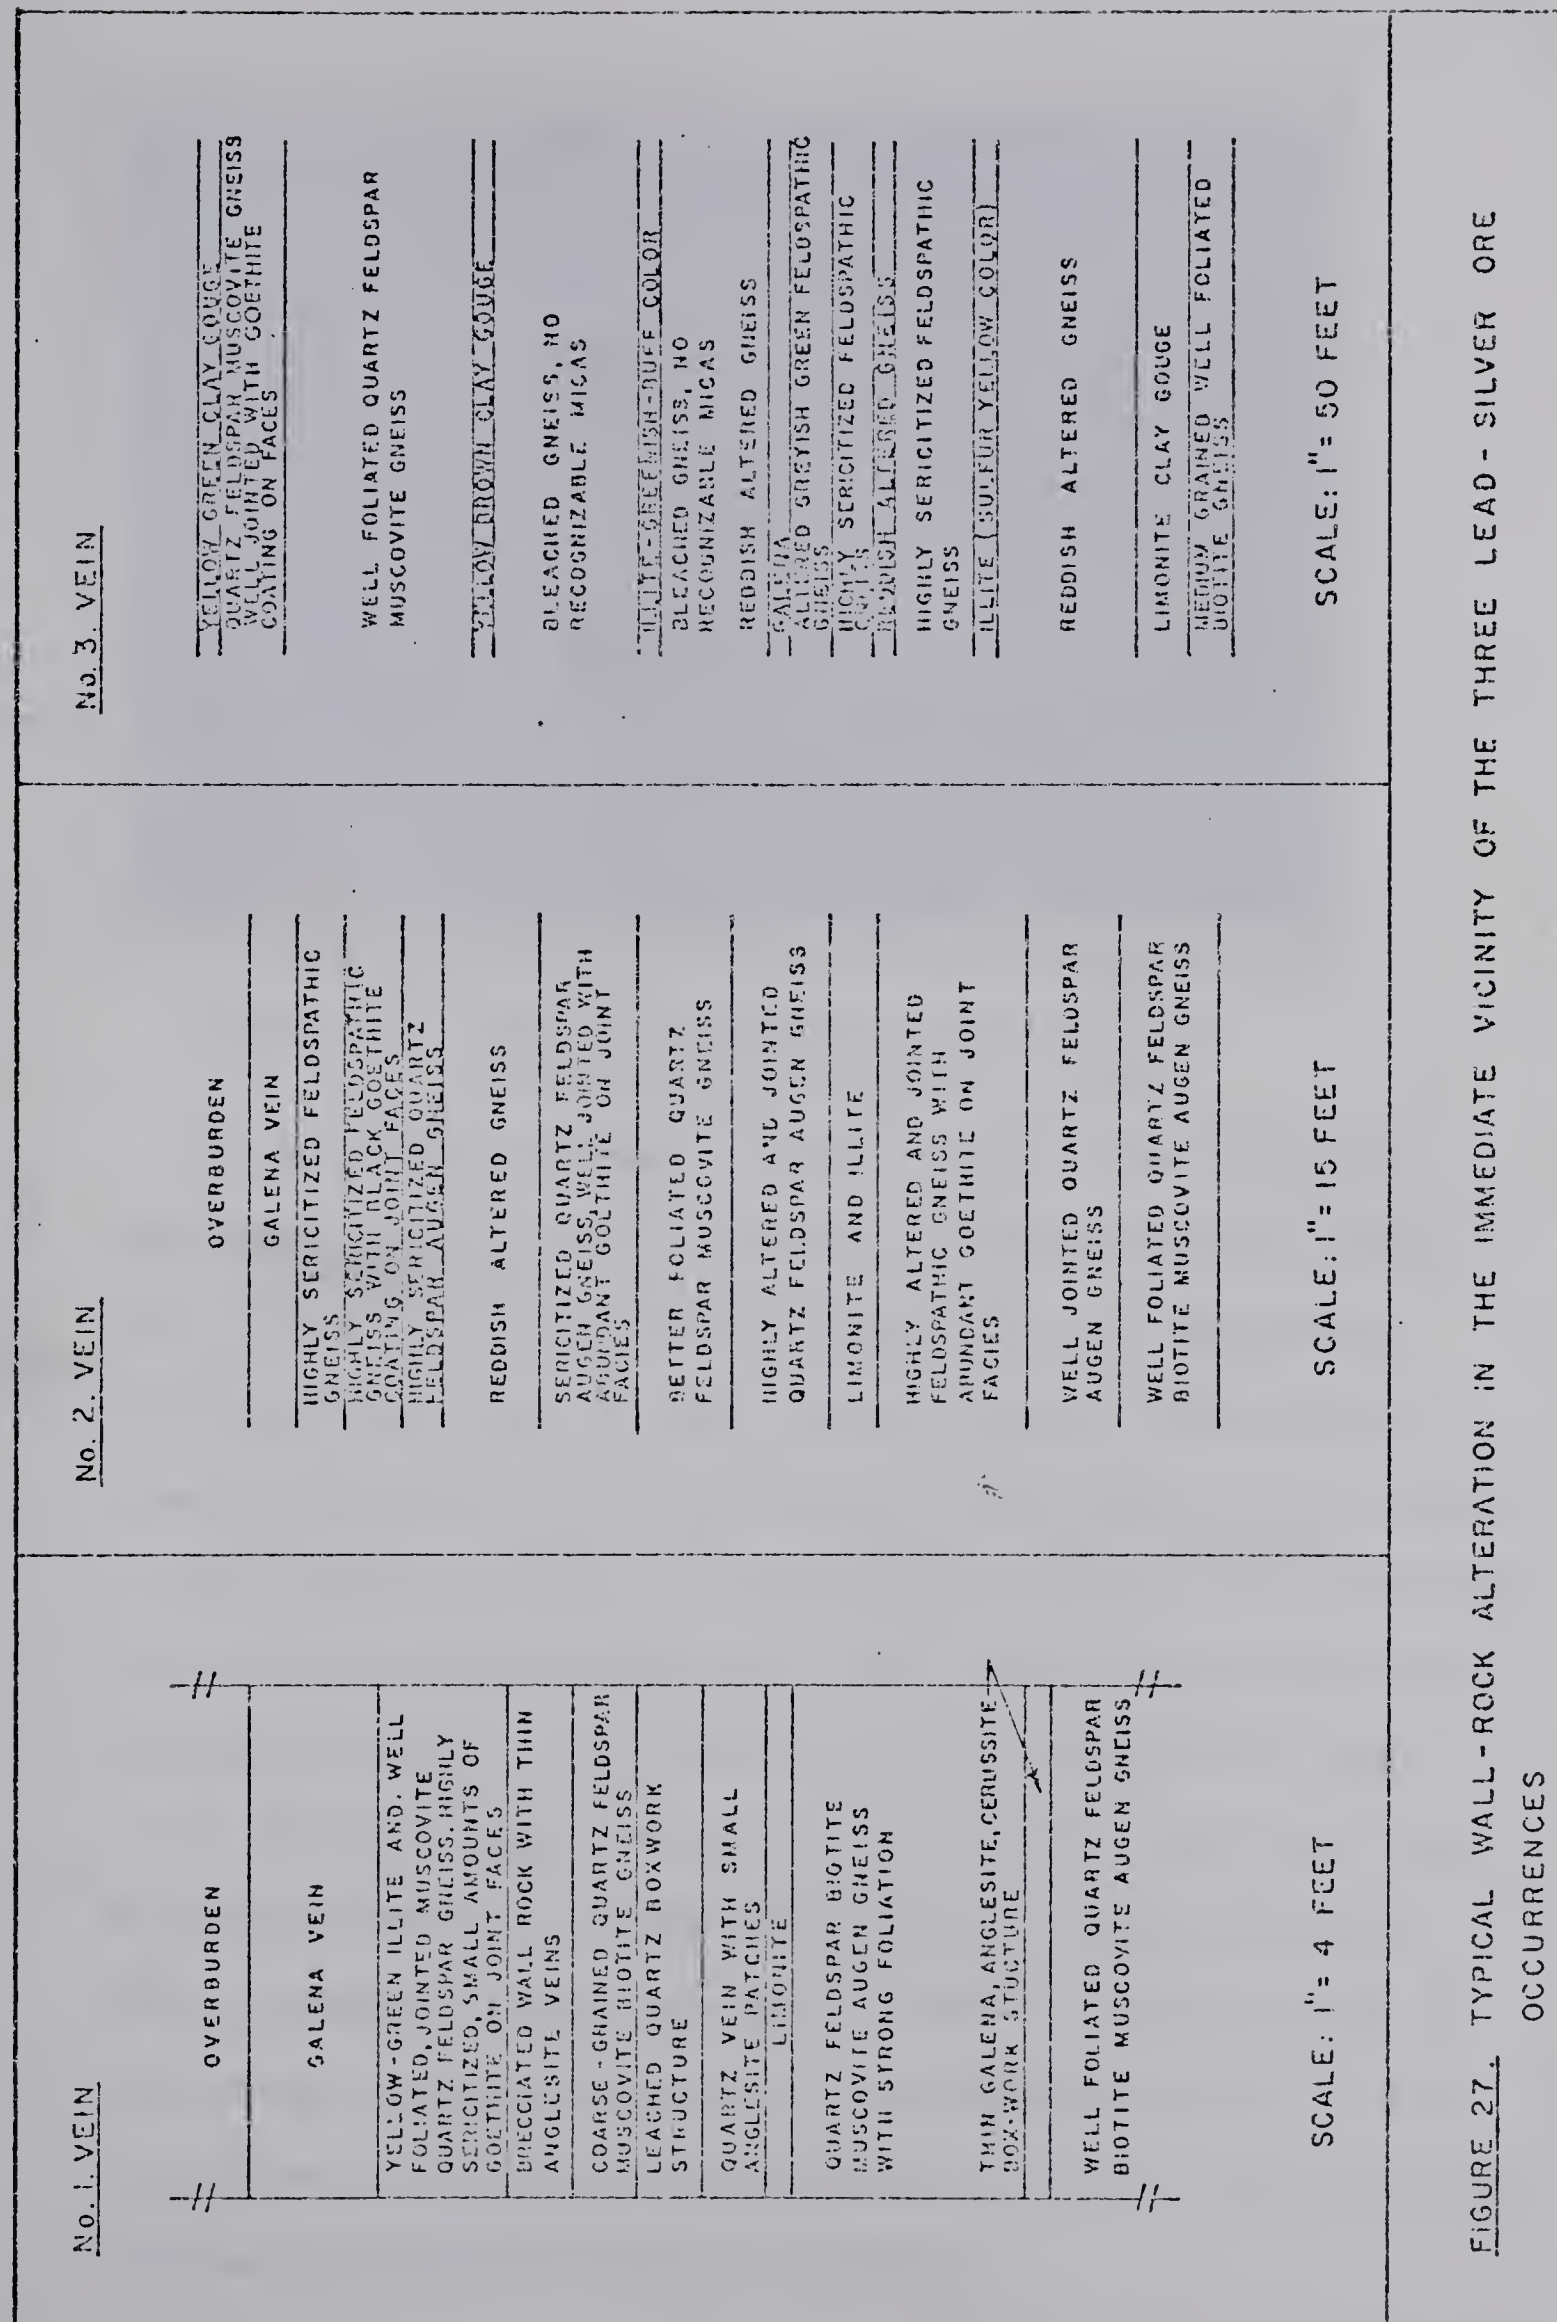 No. 1. VEIN
OVERBURDEN
GALENA VEIN
YELLOW-GREEN ILLITE AND. WELL
FOLIATED, JOINTED MUSCOVITE
QUARTZ FELDSPAR GNEISS. HIGHLY
SERICITIZED, SMALL AMOUNTS OF
GOETHITE ON JOINT FACES
BRECCIATED WALL ROCK WITH THIN
ANGLESITE VEINS
COARSE-GRAINED QUARTZ FELDSPAR
MUSCOVITE BIOTITE GNEISS
LEACHED QUARTZ BOXWORK
STRUCTURE
QUARTZ VEIN WITH SMALL
ANGLESITE PATCHES
LIMONITE
QUARTZ FELDSPAR BIOTITE
MUSCOVITE AUGEN GNEISS
WITH STRONG FOLIATION
THIN GALENA, ANGLESITE, CERUSSITE
BOX-WORK STUCTURE
WELL FOLIATED QUARTZ FELDSPAR
BIOTITE MUSCOVITE AUGEN GNEISS
SCALE: 1" = 4 FEET
No. 2. VEIN
OVERBURDEN
GALENA VEIN
HIGHLY SERICITIZED FELDSPATHIC
GNEISS
HIGHLY SERICITIZED FELDSPATHIC
GNEISS WITH BLACK GOETHITE
COATING ON JOINT FACES
HIGHLY SERICITIZED QUARTZ
FELDSPAR AUGEN GNEISS
REDDISH ALTERED GNEISS
SERICITIZED QUARTZ FELDSPAR
AUGEN GNEISS, WELL JOINTED WITH
ABUNDANT GOETHITE ON JOINT
FACIES
BETTER FOLIATED QUARTZ
FELDSPAR MUSCOVITE GNEISS
HIGHLY ALTERED AND JOINTED
QUARTZ FELDSPAR AUGEN GNEISS
LIMONITE AND ILLITE
HIGHLY ALTERED AND JOINTED
FELDSPATHIC GNEISS WITH
ABUNDANT GOETHITE ON JOINT
FACIES
WELL JOINTED QUARTZ FELDSPAR
AUGEN GNEISS
WELL FOLIATED QUARTZ FELDSPAR
BIOTITE MUSCOVITE AUGEN GNEISS
SCALE: 1" = 15 FEET
No. 3. VEIN
YELLOW GREEN CLAY GOUGE
QUARTZ FELDSPAR MUSCOVITE GNEISS
WELL JOINTED WITH GOETHITE
COATING ON FACES
WELL FOLIATED QUARTZ FELDSPAR
MUSCOVITE GNEISS
YELLOW BROWN CLAY GOUGE
BLEACHED GNEISS, NO
RECOGNIZABLE MICAS
ILLITE-GREENISH-BUFF COLOR
BLEACHED GNEISS, NO
RECOGNIZABLE MICAS
REDDISH ALTERED GNEISS
GALENA
ALTERED GREYISH GREEN FELDSPATHIC
GNEISS
HIGHLY SERICITIZED FELDSPATHIC
GNEISS
REDDISH ALTERED GNEISS
HIGHLY SERICITIZED FELDSPATHIC
GNEISS
ILLITE (SULFUR YELLOW COLOR)
REDDISH ALTERED GNEISS
LIMONITE CLAY GOUGE
MEDIUM GRAINED WELL FOLIATED
BIOTITE GNEISS
SCALE: 1" = 50 FEET
FIGURE 27. TYPICAL WALL-ROCK ALTERATION IN THE IMMEDIATE VICINITY OF THE THREE LEAD-SILVER ORE
OCCURRENCES